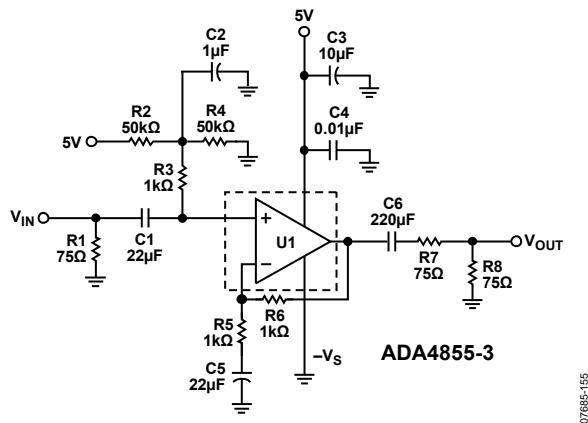 C2
1µF
5V
C3
10µF
R2
50kΩ
R4
50kΩ
C4
0.01µF
5V
R3
1kΩ
C6
220µF
VIN
+
U1
VOUT
R1
75Ω
C1
22µF
–
R7
75Ω
R8
75Ω
R5
1kΩ
R6
1kΩ
–VS
ADA4855-3
C5
22µF
07685-155